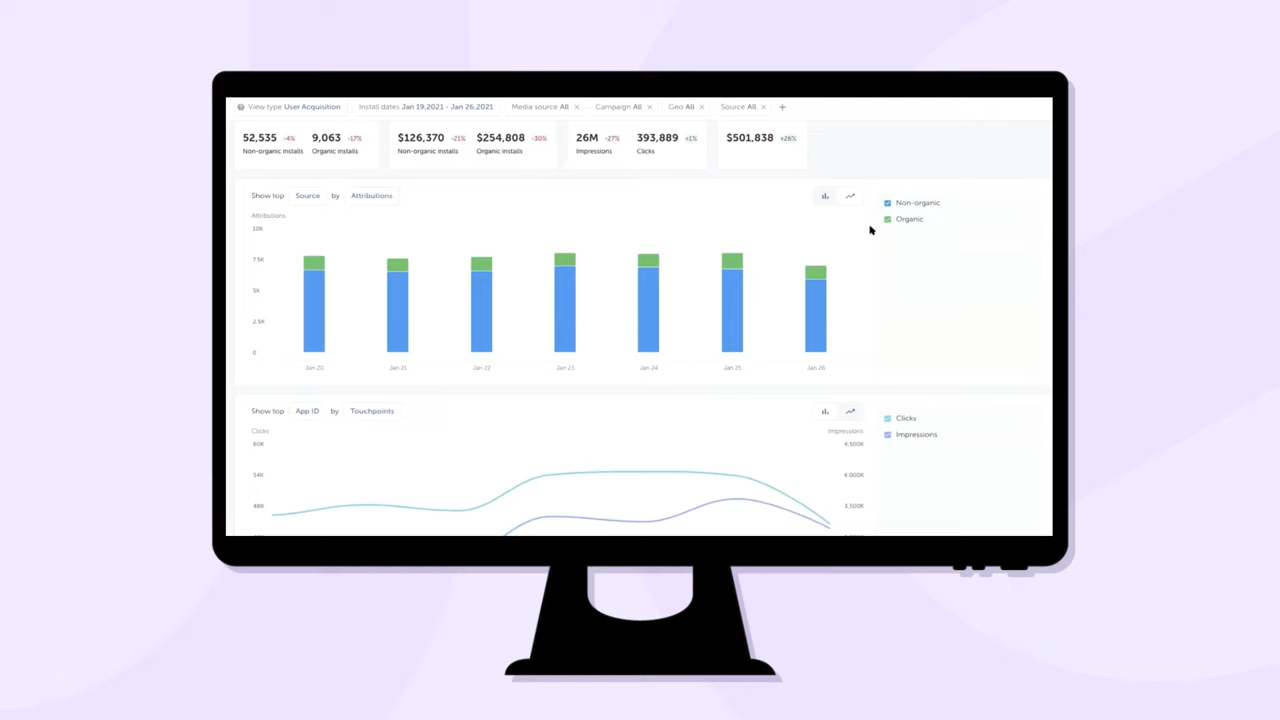 View type User Acquisition Install dates Jan 19,2021 - Jan 26,2021 Media source All × Campaign All × Geo All × Source All × +
52,535 -4% 9,063 -17% $126,370 -21% $254,808 -30% 26M -27% 393,889 +1% $501,838 +26%
Non-organic installs Organic installs Non-organic installs Organic installs Impressions Clicks
Show top Source by Attributions
Attributions
10K
7.5K
5K
2.5K
0
Jan 20 Jan 21 Jan 22 Jan 23 Jan 24 Jan 25 Jan 26
Non-organic
Organic
Show top App ID by Touchpoints
Clicks Impressions
60K 4,500K
54K 4,000K
48K 3,500K
Clicks
Impressions